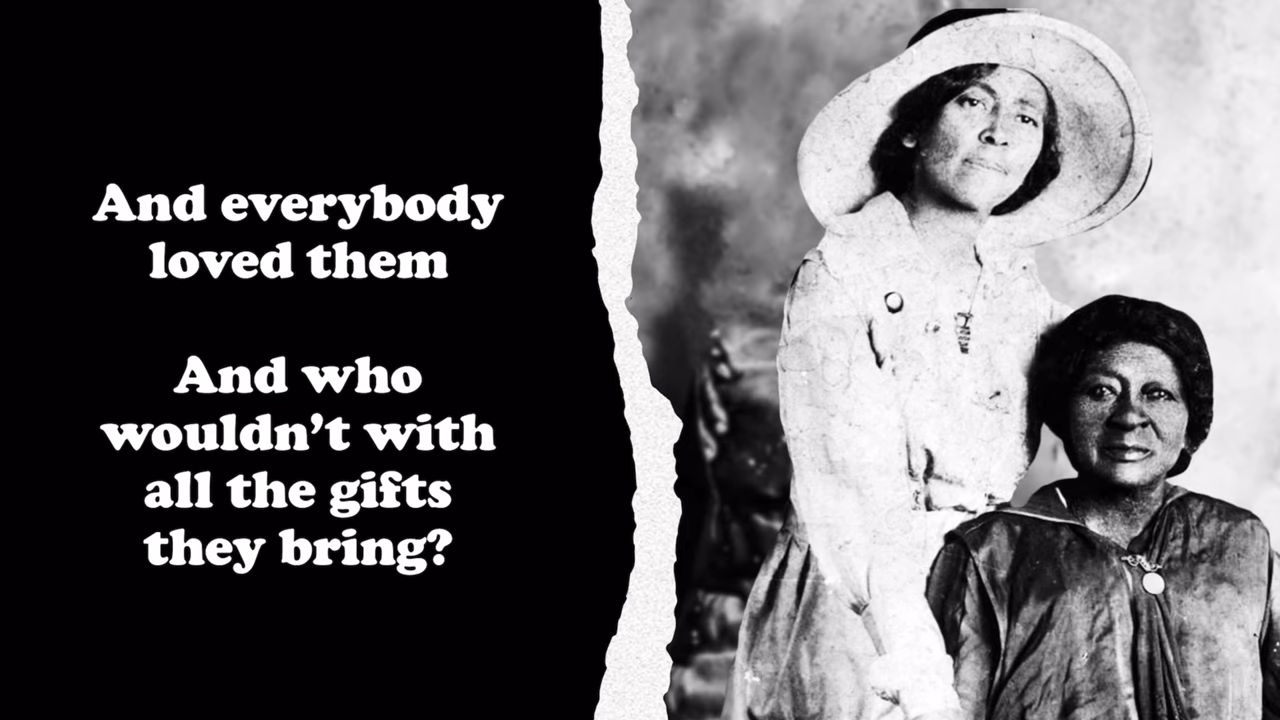 And everybody
loved them
And who
wouldn’t with
all the gifts
they bring?